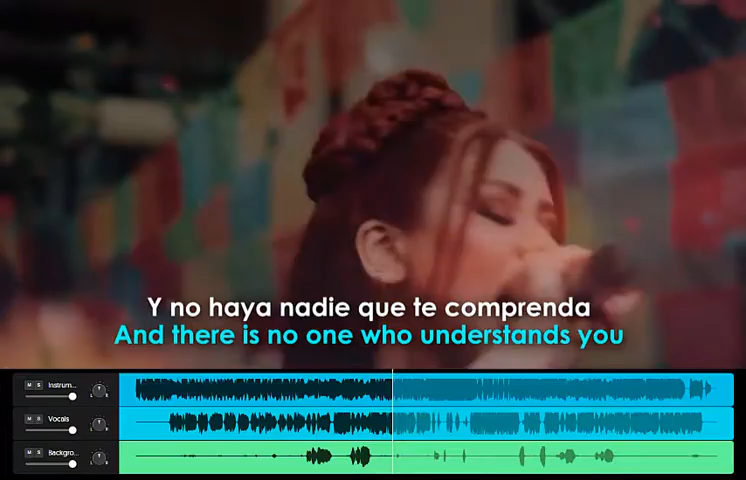 Y no haya nadie que te comprenda
And there is no one who understands you
M S Instrum...
M S Vocals
M S Backgro...